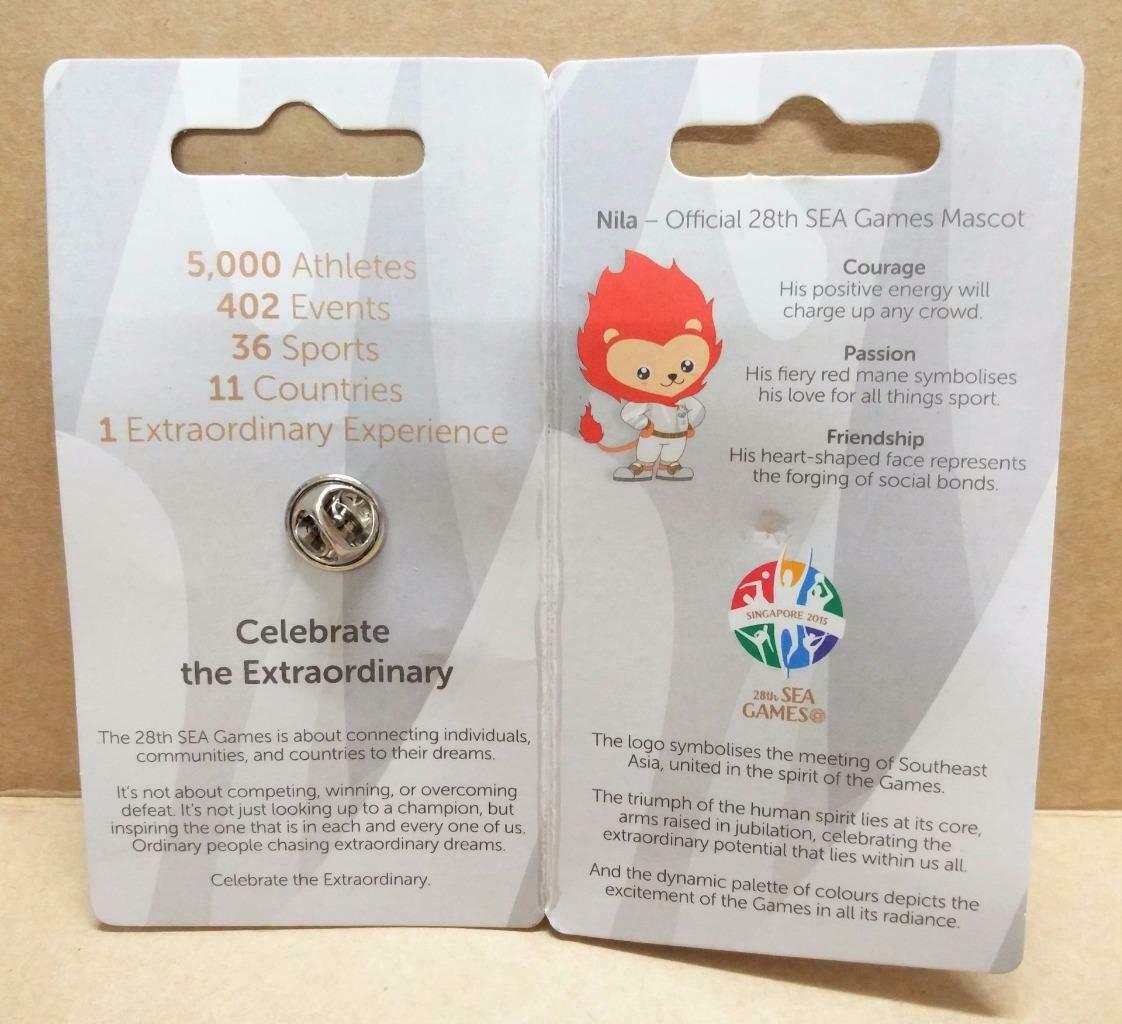 5,000 Athletes
402 Events
36 Sports
11 Countries
1 Extraordinary Experience
Celebrate
the Extraordinary
The 28th SEA Games is about connecting individuals,
communities, and countries to their dreams.
It's not about competing, winning, or overcoming
defeat. It's not just looking up to a champion, but
inspiring the one that is in each and every one of us.
Ordinary people chasing extraordinary dreams.
Celebrate the Extraordinary.
Nila – Official 28th SEA Games Mascot
Courage
His positive energy will
charge up any crowd.
Passion
His fiery red mane symbolises
his love for all things sport.
Friendship
His heart-shaped face represents
the forging of social bonds.
SINGAPORE 2015
28th SEA
GAMES
The logo symbolises the meeting of Southeast
Asia, united in the spirit of the Games.
The triumph of the human spirit lies at its core,
arms raised in jubilation, celebrating the
extraordinary potential that lies within us all.
And the dynamic palette of colours depicts the
excitement of the Games in all its radiance.